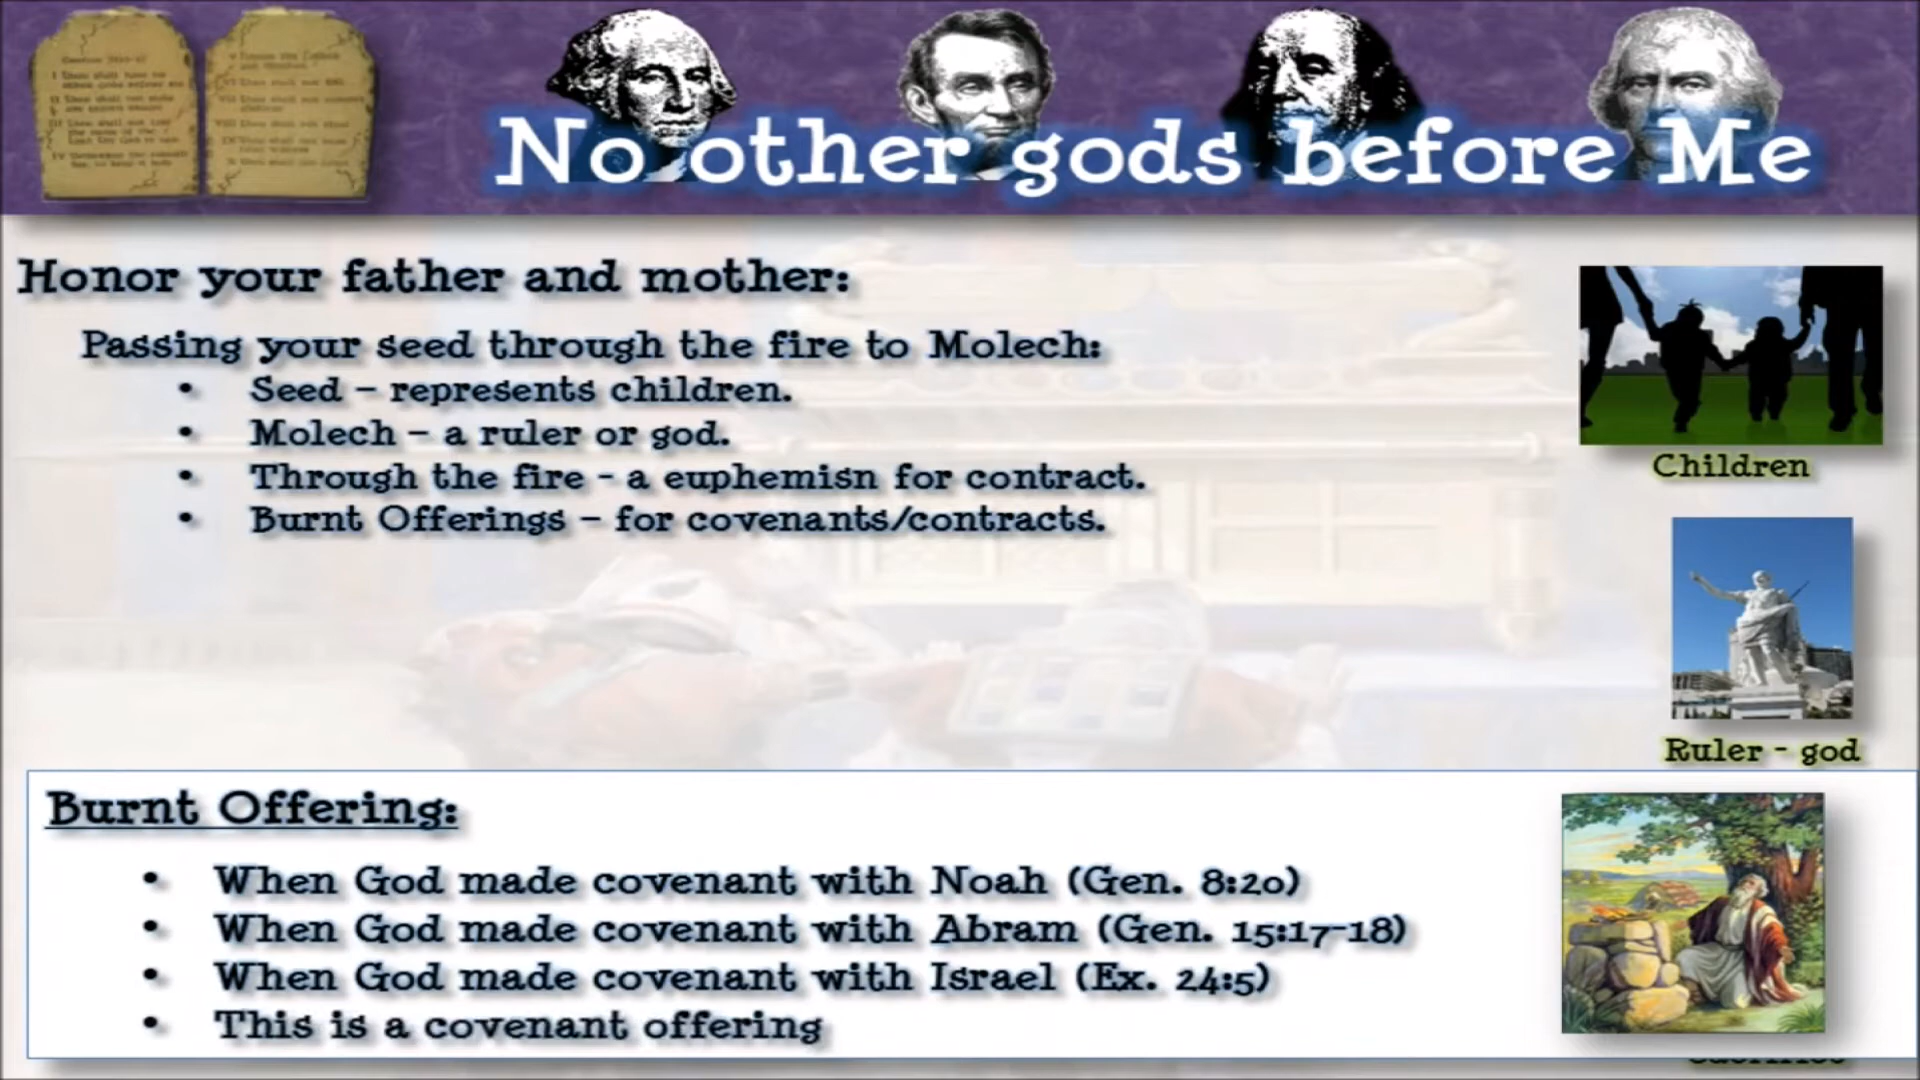 No other gods before Me
Honor your father and mother:
Passing your seed through the fire to Molech:
• Seed – represents children.
• Molech – a ruler or god.
• Through the fire - a euphemisn for contract.
• Burnt Offerings – for covenants/contracts.
Children
Ruler - god
Burnt Offering:
• When God made covenant with Noah (Gen. 8:20)
• When God made covenant with Abram (Gen. 15:17-18)
• When God made covenant with Israel (Ex. 24:5)
• This is a covenant offering